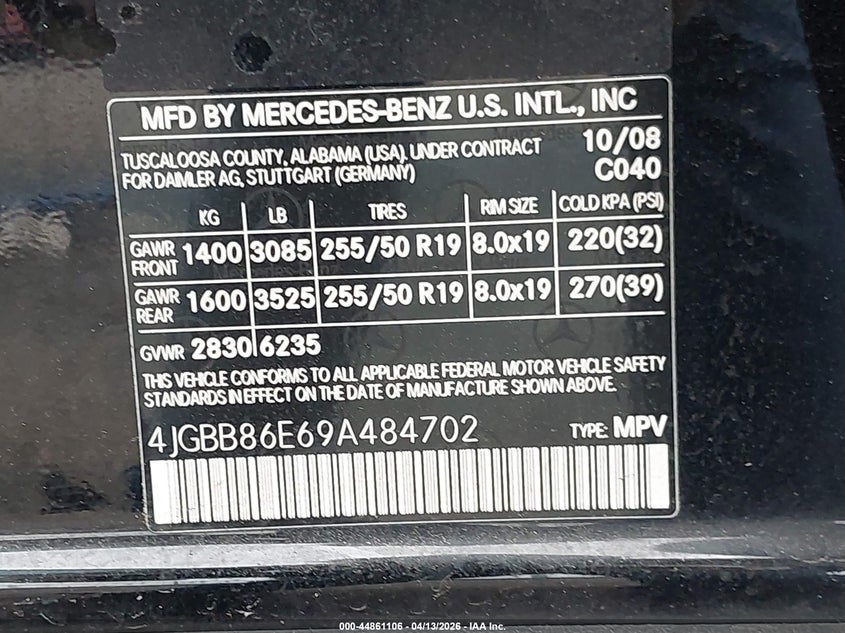 MFD BY MERCEDES-BENZ U.S. INTL., INC
TUSCALOOSA COUNTY, ALABAMA (USA). UNDER CONTRACT 10/08
FOR DAIMLER AG, STUTTGART (GERMANY) C040
KG LB TIRES RIM SIZE COLD KPA (PSI)
GAWR FRONT 1400 3085 255/50 R19 8.0x19 220(32)
GAWR REAR 1600 3525 255/50 R19 8.0x19 270(39)
GVWR 2830 6235
THIS VEHICLE CONFORMS TO ALL APPLICABLE FEDERAL MOTOR VEHICLE SAFETY
STANDARDS IN EFFECT ON THE DATE OF MANUFACTURE SHOWN ABOVE.
4JGBB86E69A484702 TYPE: MPV
000-44861106 - 04/13/2026 - IAA Inc.